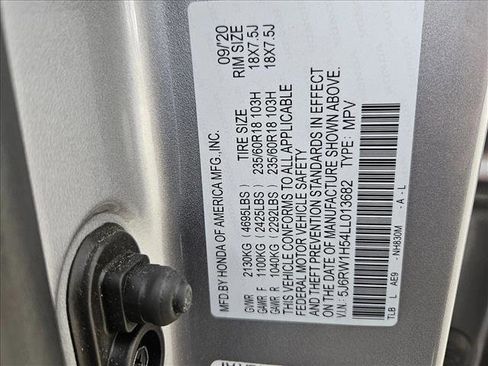 MFD.BY HONDA OF AMERICA MFG.,INC. 09/20
TIRE SIZE RIM SIZE
GVWR 2130KG (4695LBS)
GAWR F 1100KG (2425LBS) 235/60R18 103H 18X7.5J
GAWR R 1040KG (2292LBS) 235/60R18 103H 18X7.5J
THIS VEHICLE CONFORMS TO ALL APPLICABLE
FEDERAL MOTOR VEHICLE SAFETY
AND THEFT PREVENTION STANDARDS IN EFFECT
ON THE DATE OF MANUFACTURE SHOWN ABOVE.
V.I.N.: 5J6RW1H54LL013682 TYPE: MPV
TLB L AE9 -NH830M -A-L